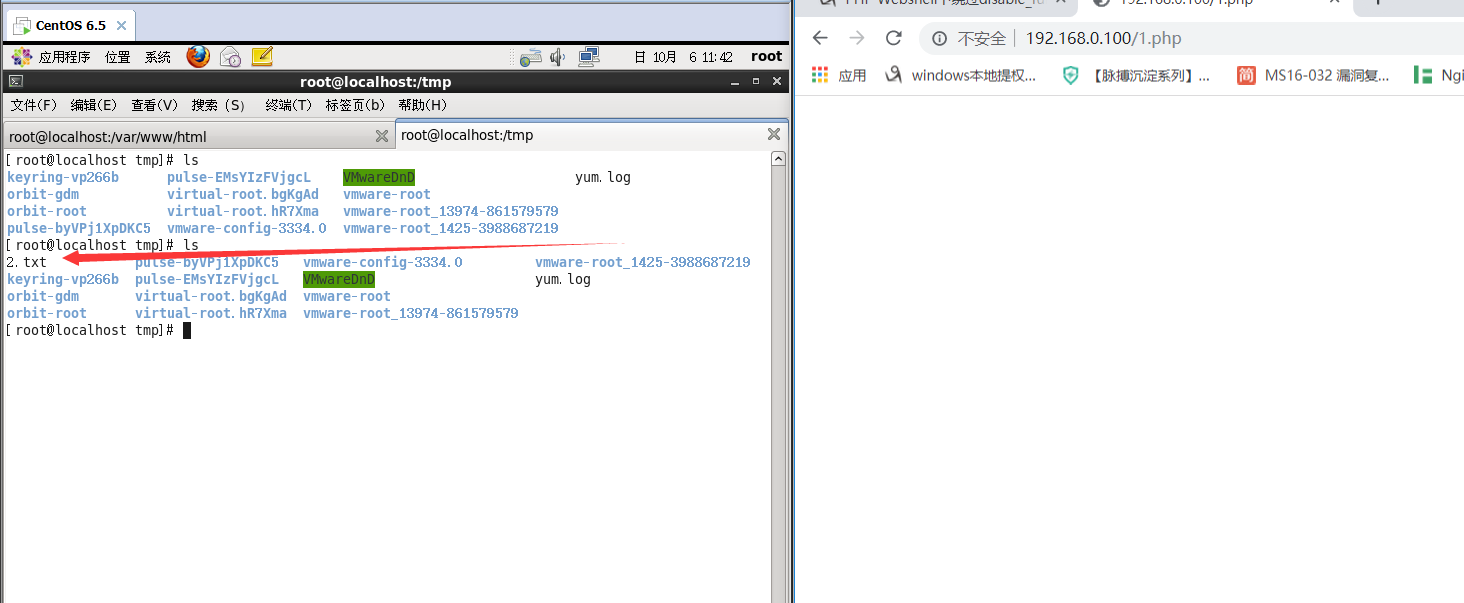 CentOS 6.5
应用程序 位置 系统 日 10月 6 11:42 root
root@localhost:/tmp
文件(F) 编辑(E) 查看(V) 搜索 (S) 终端(T) 标签页(b) 帮助(H)
root@localhost:/var/www/html
root@localhost:/tmp
[root@localhost tmp]# ls
keyring-vp266b pulse-EMsYIzFVjgcL VMwareDnD yum.log
orbit-gdm virtual-root.bgKgAd vmware-root
orbit-root virtual-root.hR7Xma vmware-root_13974-861579579
pulse-byVPj1XpDKC5 vmware-config-3334.0 vmware-root_1425-3988687219
[root@localhost tmp]# ls
2.txt pulse-byVPj1XpDKC5 vmware-config-3334.0 vmware-root_1425-3988687219
keyring-vp266b pulse-EMsYIzFVjgcL VMwareDnD yum.log
orbit-gdm virtual-root.bgKgAd vmware-root
orbit-root virtual-root.hR7Xma vmware-root_13974-861579579
[root@localhost tmp]#
192.168.0.100/1.php
不安全 192.168.0.100/1.php
应用 windows本地提权... 【脉搏沉淀系列】... 简 MS16-032 漏洞复...